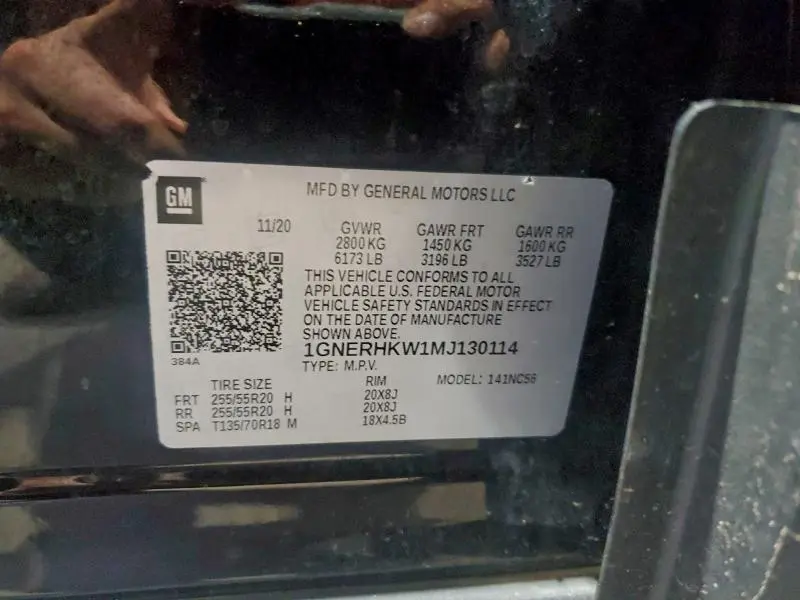 GM
MFD BY GENERAL MOTORS LLC
11/20 GVWR GAWR FRT GAWR RR
2800 KG 1450 KG 1600 KG
6173 LB 3196 LB 3527 LB
THIS VEHICLE CONFORMS TO ALL
APPLICABLE U.S. FEDERAL MOTOR
VEHICLE SAFETY STANDARDS IN EFFECT
ON THE DATE OF MANUFACTURE
SHOWN ABOVE.
384A
1GNERHKW1MJ130114
TYPE: M.P.V.
TIRE SIZE RIM MODEL: 141NC56
FRT 255/55R20 H 20X8J
RR 255/55R20 H 20X8J
SPA T135/70R18 M 18X4.5B